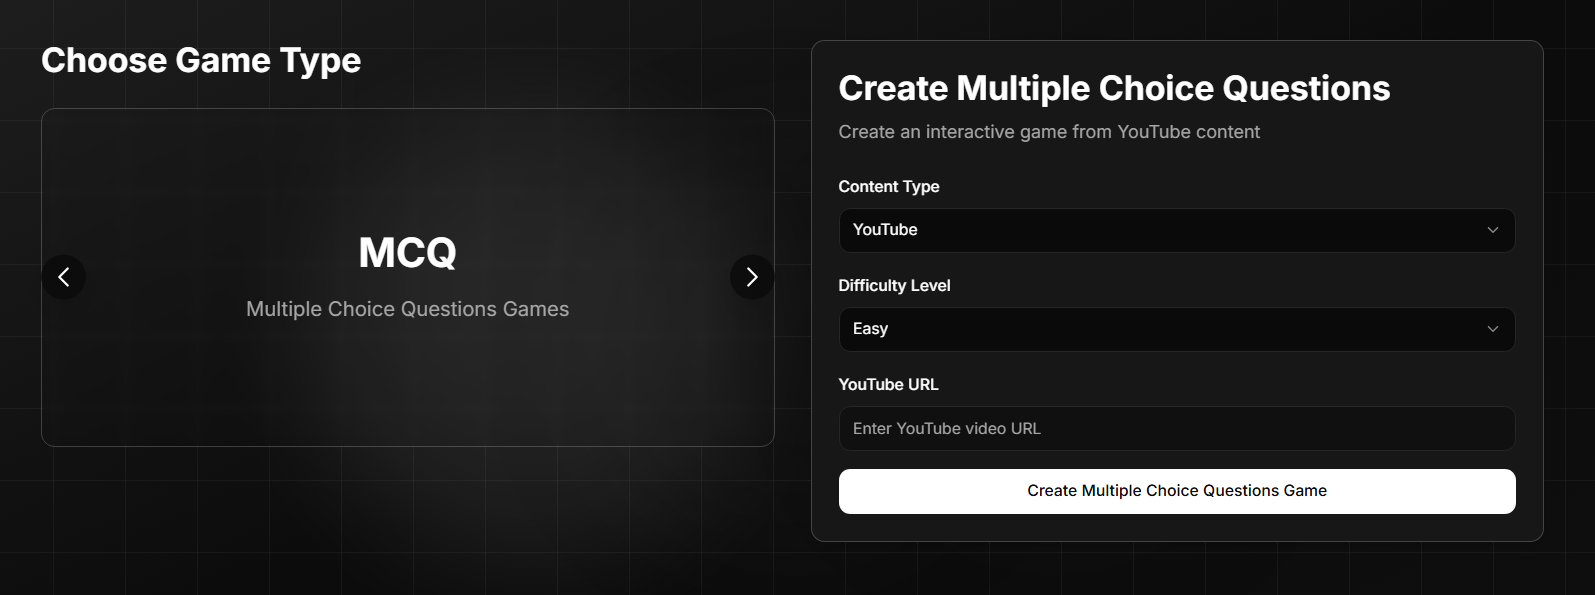 Choose Game Type
MCQ
Multiple Choice Questions Games
Create Multiple Choice Questions
Create an interactive game from YouTube content
Content Type
YouTube
Difficulty Level
Easy
YouTube URL
Enter YouTube video URL
Create Multiple Choice Questions Game